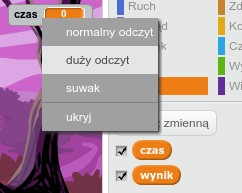 Ruch
czas 0
normalny odczyt
duży odczyt
suwak
ukryj
zmienną
czas
wynik